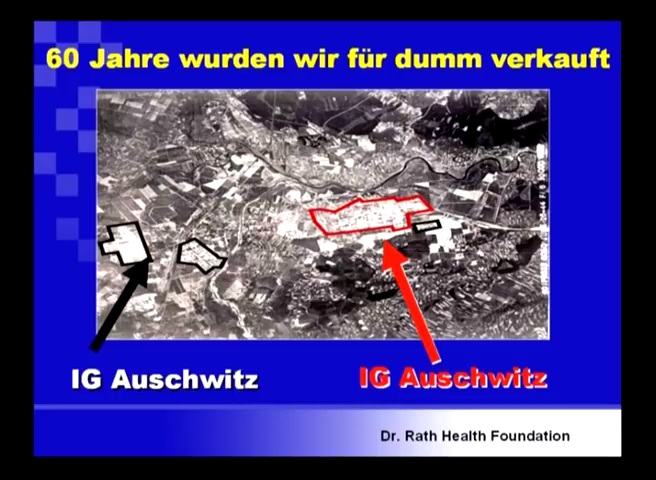 60 Jahre wurden wir für dumm verkauft
IG Auschwitz
IG Auschwitz
Dr. Rath Health Foundation